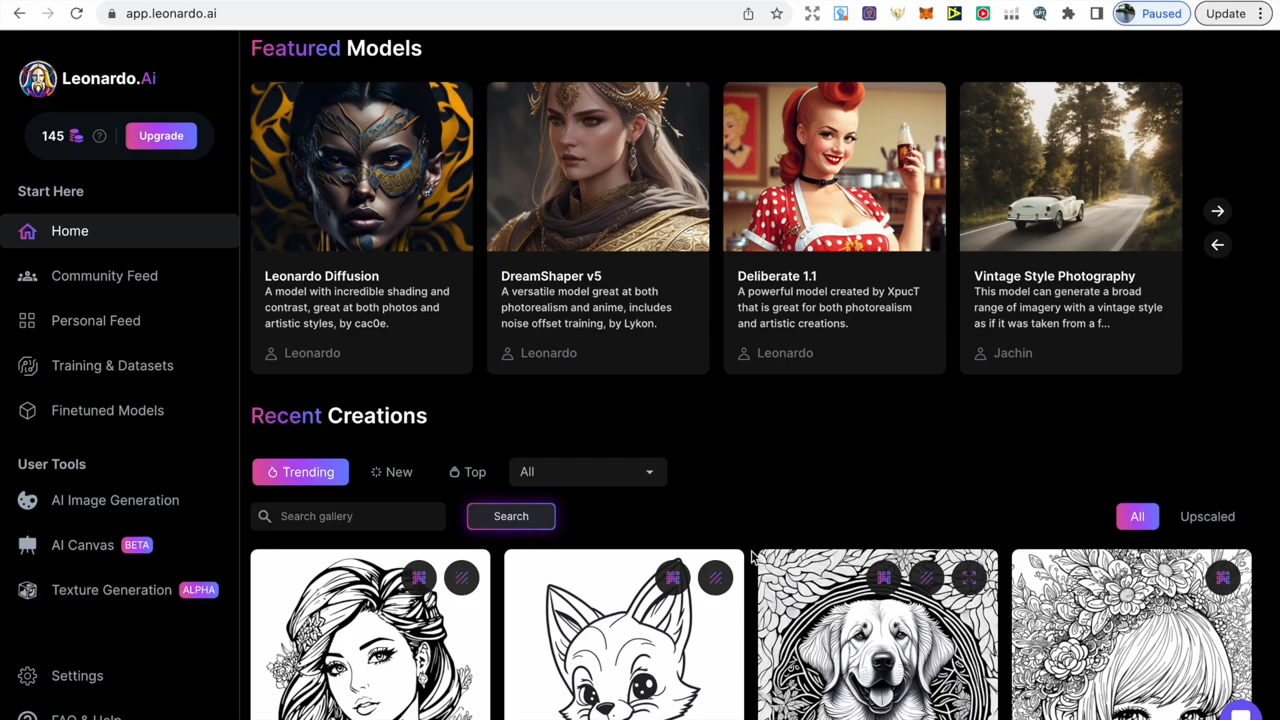 app.leonardo.ai
Paused
Update
Leonardo.Ai
145
Upgrade
Start Here
Home
Community Feed
Personal Feed
Training & Datasets
Finetuned Models
User Tools
AI Image Generation
AI Canvas BETA
Texture Generation ALPHA
Settings
FAQ & Help
Featured Models
Leonardo Diffusion
A model with incredible shading and
contrast, great at both photos and
artistic styles, by cac0e.
Leonardo
DreamShaper v5
A versatile model great at both
photorealism and anime, includes
noise offset training, by Lykon.
Leonardo
Deliberate 1.1
A powerful model created by XpucT
that is great for both photorealism
and artistic creations.
Leonardo
Vintage Style Photography
This model can generate a broad
range of imagery with a vintage style
as if it was taken from a f...
Jachin
Recent Creations
Trending
New
Top
All
Search gallery
Search
All
Upscaled